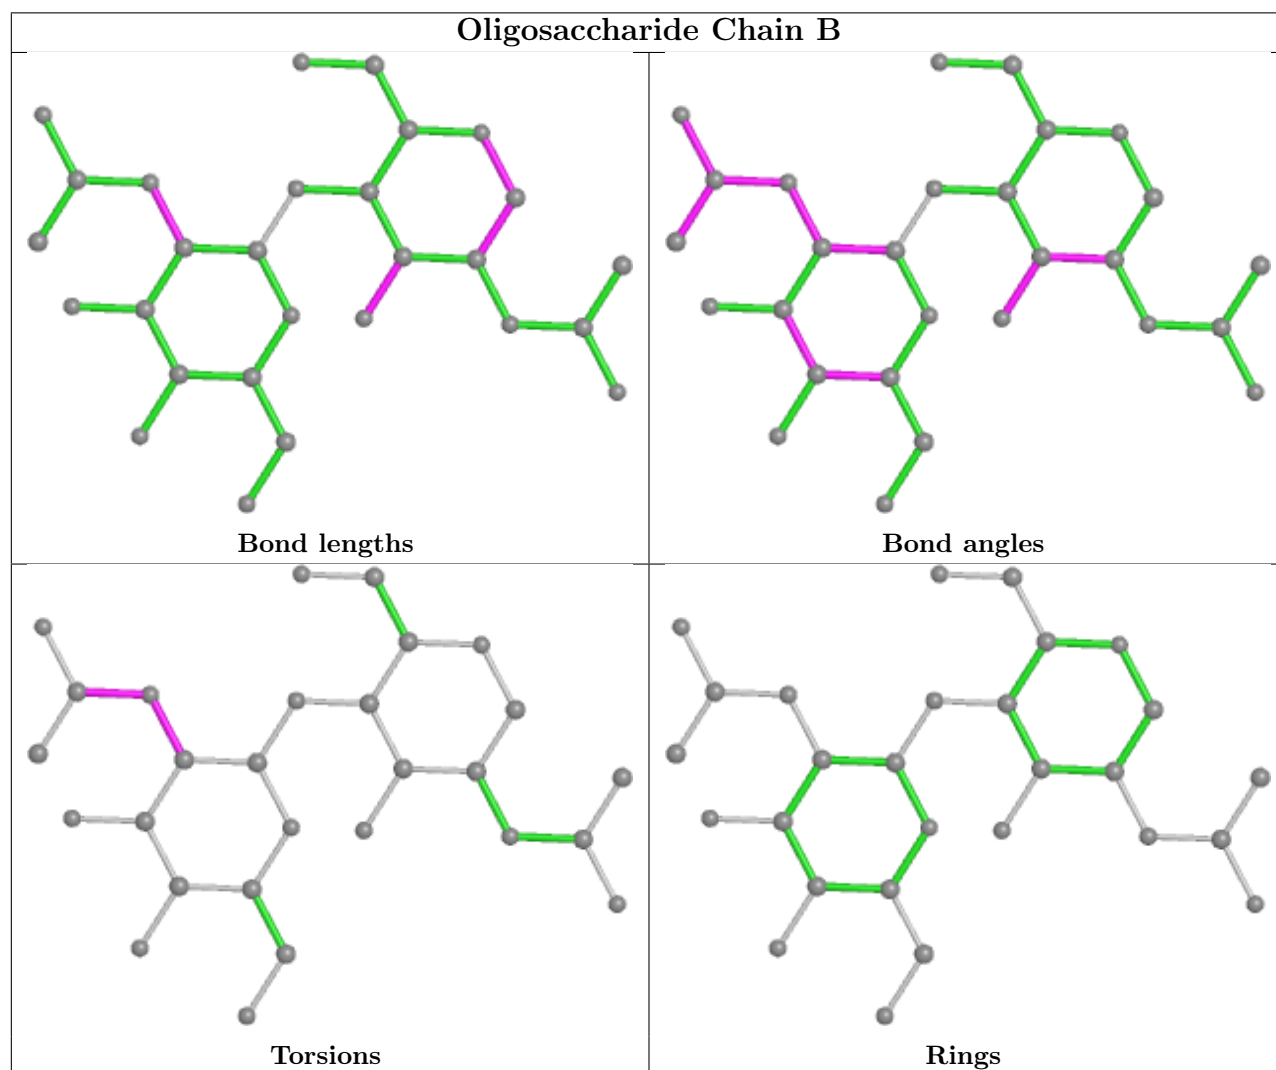 Oligosaccharide Chain B
Bond lengths
Bond angles
Torsions
Rings